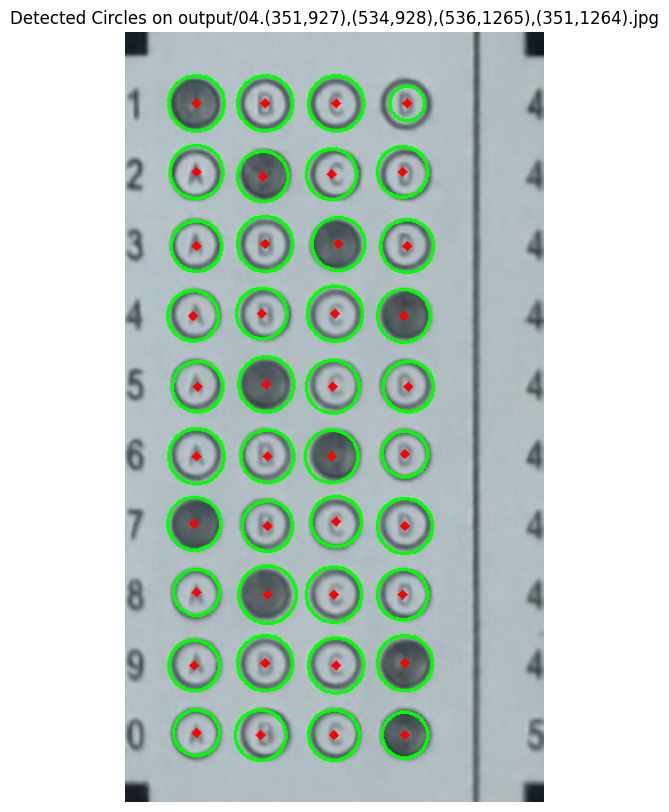 Detected Circles on output/04.(351,927),(534,928),(536,1265),(351,1264).jpg
1 B C D 4
2 A C D 4
3 A B D 4
4 A B C 4
5 A C D 4
6 A B D 4
7 B C D 4
8 A C D 4
9 A B C 4
0 A B C 5